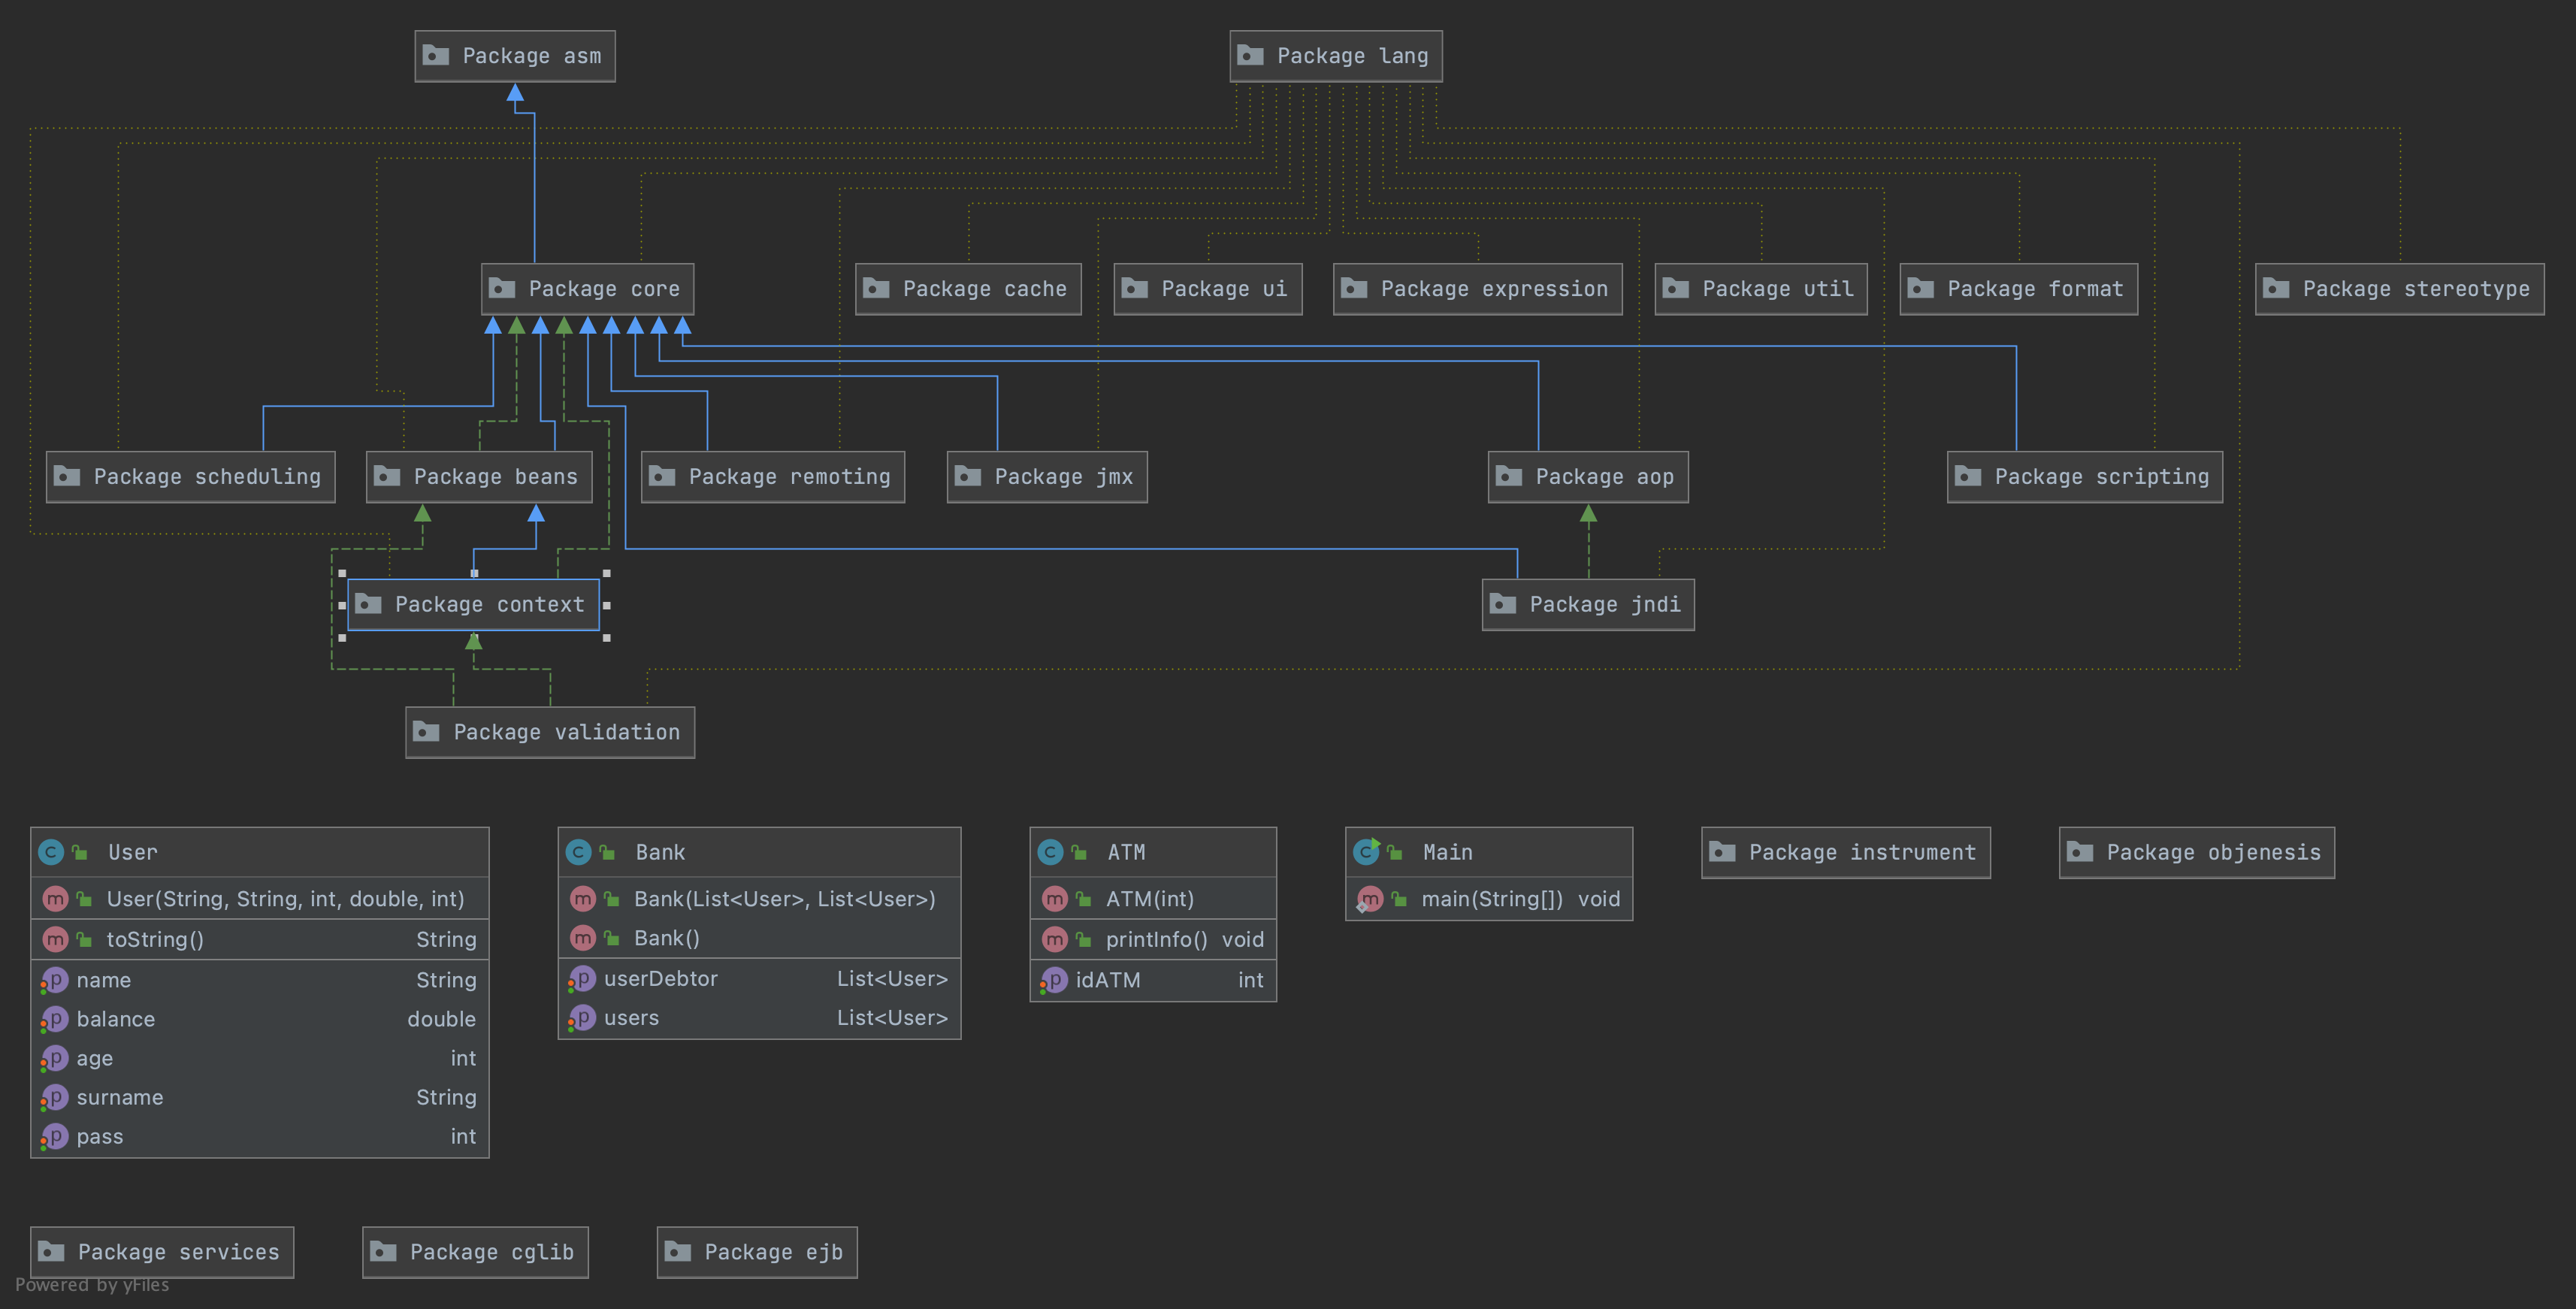 Package asm
Package lang
Package core
Package cache
Package ui
Package expression
Package util
Package format
Package stereotype
Package scheduling
Package beans
Package remoting
Package jmx
Package aop
Package scripting
Package context
Package jndi
Package validation
C User
m User(String, String, int, double, int)
m toString() String
p name String
p balance double
p age int
p surname String
p pass int
C Bank
m Bank(List<User>, List<User>)
m Bank()
p userDebtor List<User>
p users List<User>
C ATM
m ATM(int)
m printInfo() void
p idATM int
C Main
m main(String[]) void
Package instrument
Package objenesis
Package services
Package cglib
Package ejb
Powered by yFiles